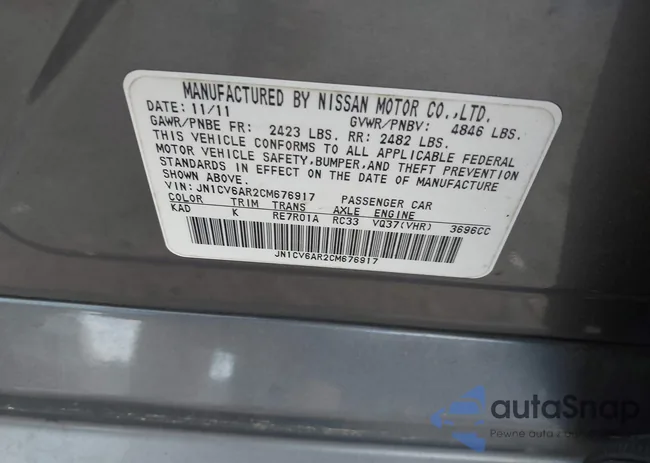 MANUFACTURED BY NISSAN MOTOR CO.,LTD.
DATE: 11/11 GVWR/PNBV: 4846 LBS.
GAWR/PNBE FR: 2423 LBS. RR: 2482 LBS.
THIS VEHICLE CONFORMS TO ALL APPLICABLE FEDERAL
MOTOR VEHICLE SAFETY, BUMPER, AND THEFT PREVENTION
STANDARDS IN EFFECT ON THE DATE OF MANUFACTURE
SHOWN ABOVE.
VIN: JN1CV6AR2CM676917 PASSENGER CAR
COLOR TRIM TRANS AXLE ENGINE
KAD K RE7R01A RC33 VQ37(VHR) 3696CC
JN1CV6AR2CM676917
autoSnap
Pewne auto z